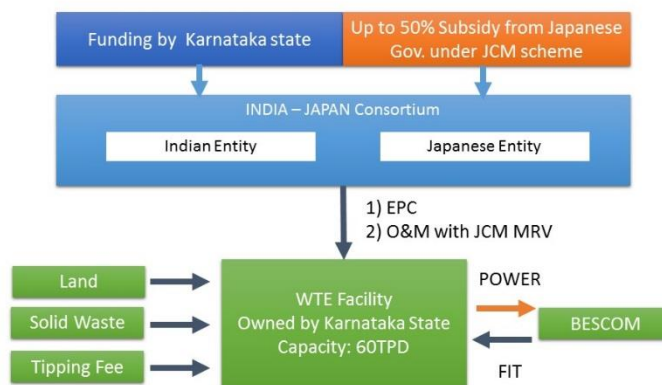 Funding by Karnataka state
Up to 50% Subsidy from Japanese
Gov. under JCM scheme
INDIA – JAPAN Consortium
Indian Entity
Japanese Entity
1) EPC
2) O&M with JCM MRV
Land
Solid Waste
Tipping Fee
WTE Facility
Owned by Karnataka State
Capacity: 60TPD
POWER
BESCOM
FIT